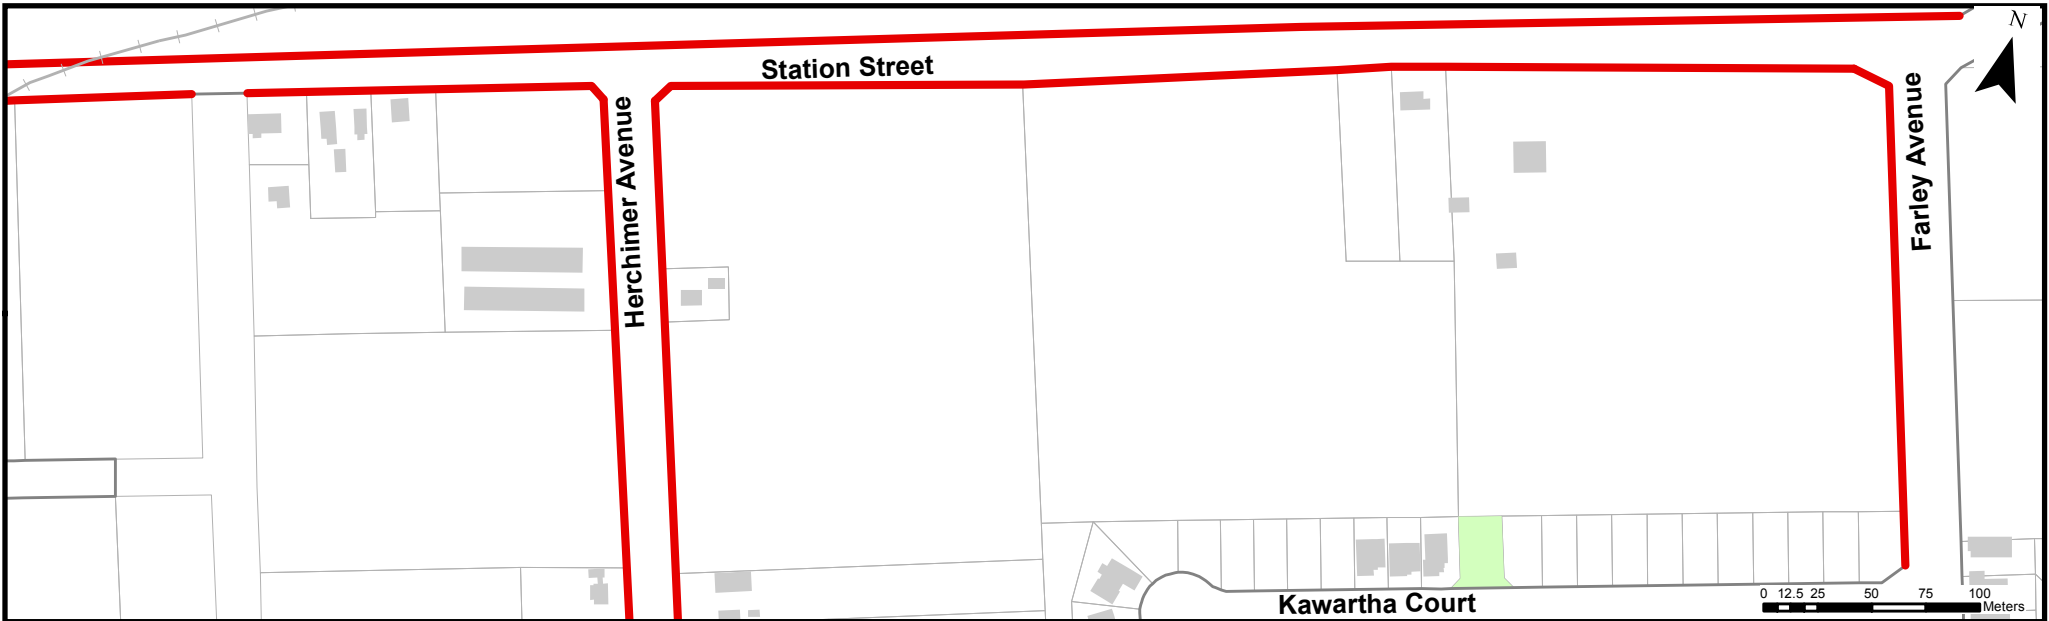 N
Station Street
Herchimer Avenue
Farley Avenue
Kawartha Court
0 12.5 25 50 75 100
Meters